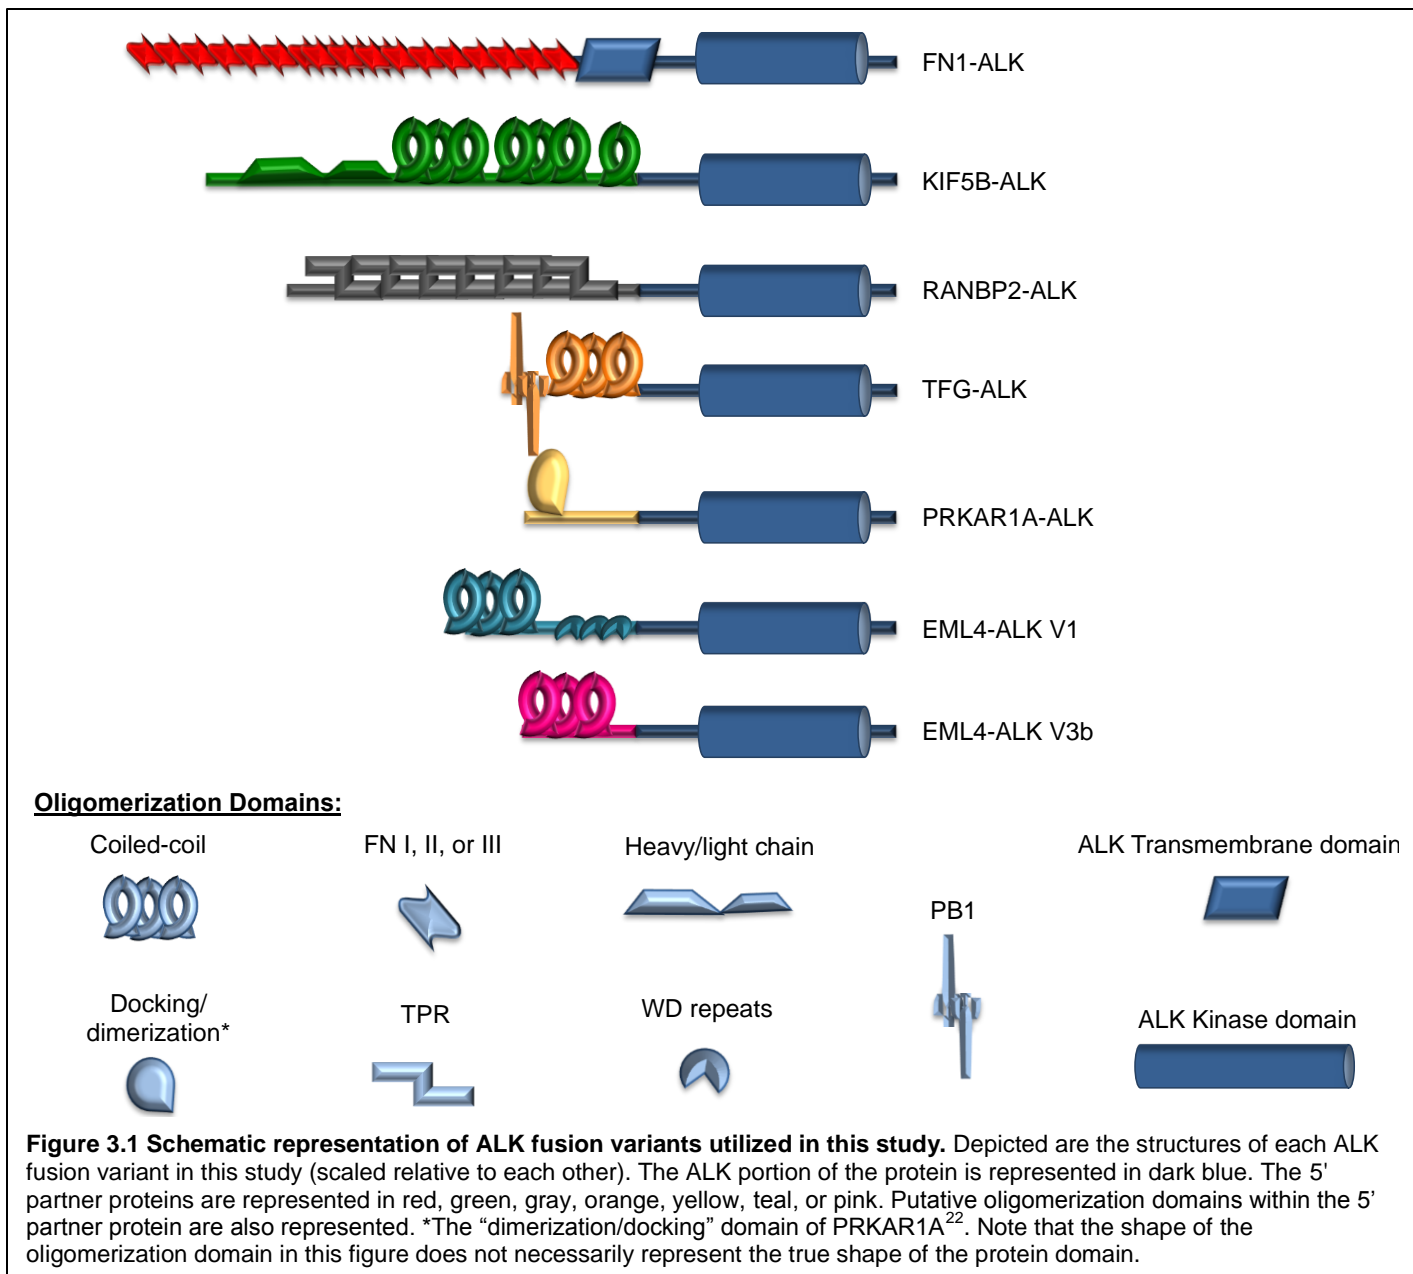 FN1-ALK
KIF5B-ALK
RANBP2-ALK
TFG-ALK
PRKAR1A-ALK
EML4-ALK V1
EML4-ALK V3b
Oligomerization Domains:
Coiled-coil
FN I, II, or III
Heavy/light chain
PB1
ALK Transmembrane domain
Docking/
dimerization*
TPR
WD repeats
ALK Kinase domain
Figure 3.1 Schematic representation of ALK fusion variants utilized in this study. Depicted are the structures of each ALK
fusion variant in this study (scaled relative to each other). The ALK portion of the protein is represented in dark blue. The 5'
partner proteins are represented in red, green, gray, orange, yellow, teal, or pink. Putative oligomerization domains within the 5’
partner protein are also represented. *The “dimerization/docking” domain of PRKAR1A22. Note that the shape of the
oligomerization domain in this figure does not necessarily represent the true shape of the protein domain.